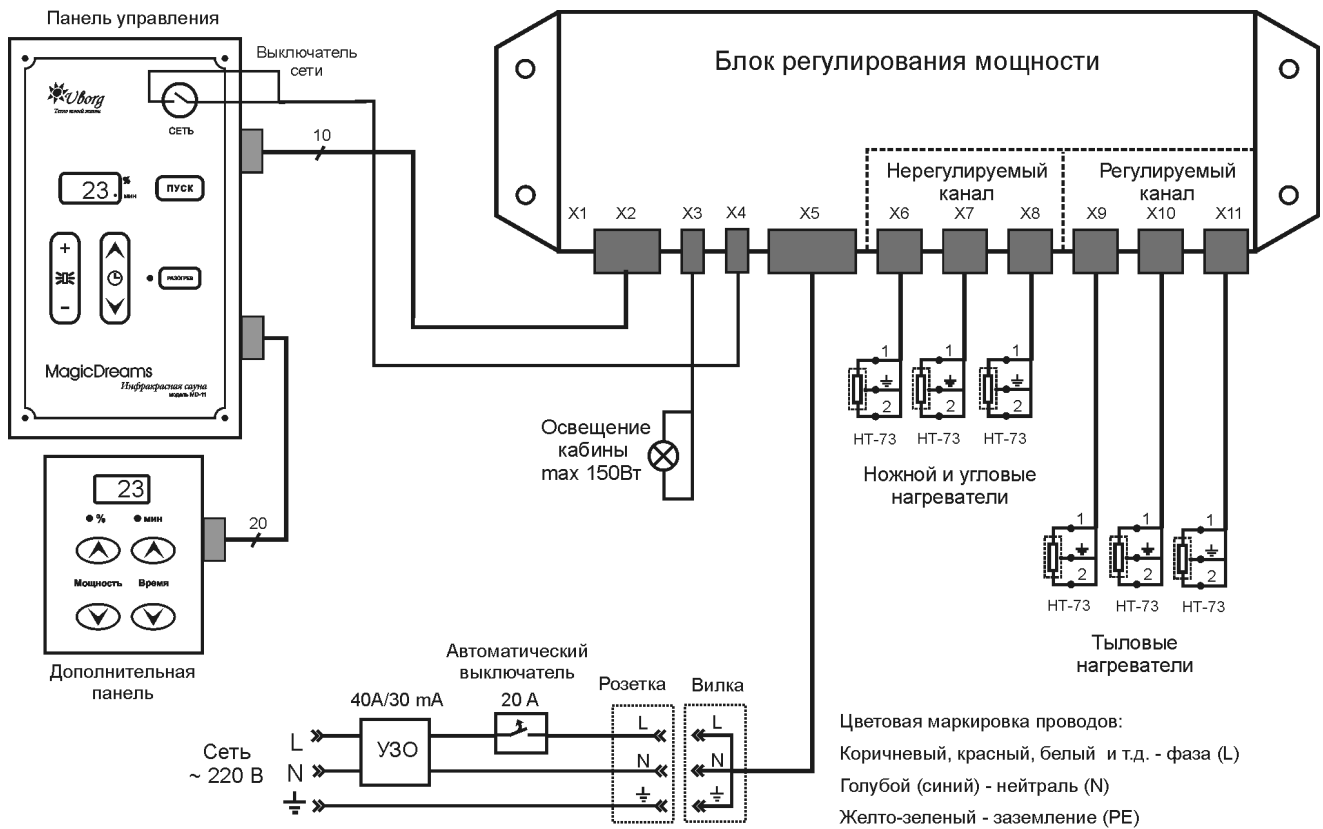 Панель управления
Выключатель
сети
Uborg
СЕТЬ
10
23.
%
мин
ПУСК
+
–
РАЗОГРЕВ
MagicDreams
Инфракрасная сауна
модель MD-11
23
% мин
20
Мощность Время
Дополнительная
панель
Блок регулирования мощности
Нерегулируемый
канал
Регулируемый
канал
X1 X2 X3 X4 X5 X6 X7 X8 X9 X10 X11
1 1 1
2 2 2
НТ-73 НТ-73 НТ-73
Ножной и угловые
нагреватели
Освещение
кабины
max 150Вт
1 1 1
2 2 2
НТ-73 НТ-73 НТ-73
Тыловые
нагреватели
Автоматический
выключатель
40А/30 mA 20 А Розетка Вилка
Сеть
~ 220 В
L УЗО L L
N N N
Цветовая маркировка проводов:
Коричневый, красный, белый и т.д. - фаза (L)
Голубой (синий) - нейтраль (N)
Желто-зеленый - заземление (PE)